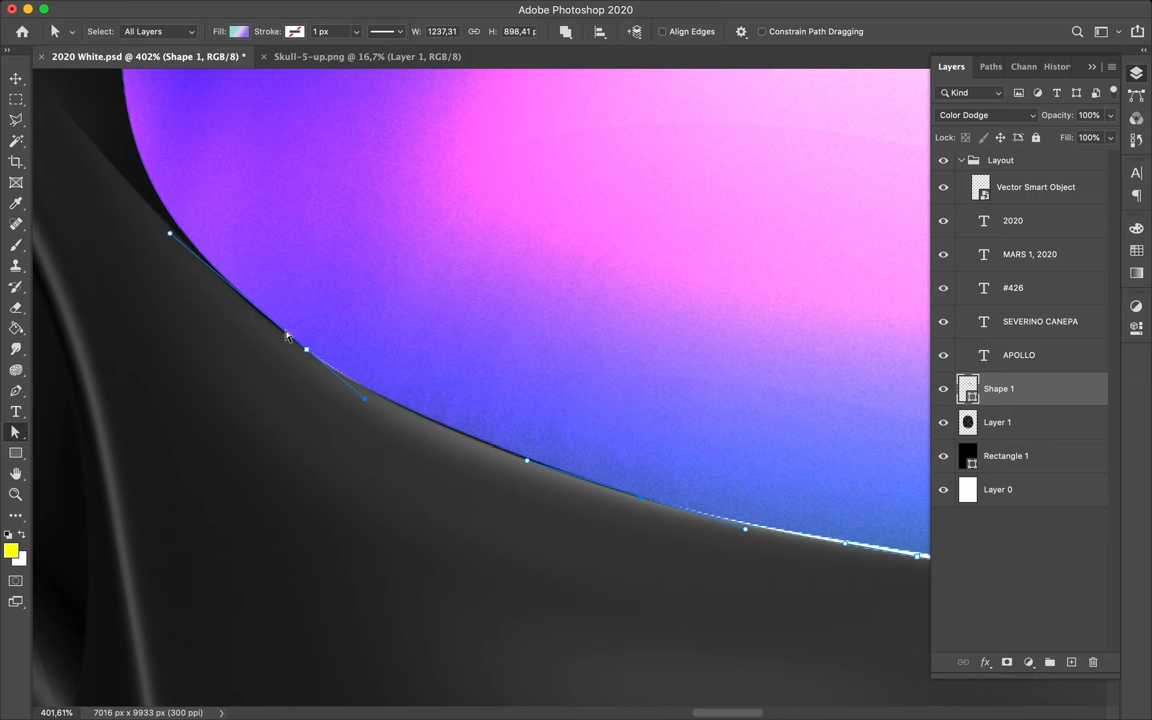 Adobe Photoshop 2020
Select: All Layers Fill: Stroke: 1 px W: 1237,31 H: 898,41 p Align Edges Constrain Path Dragging
2020 White.psd @ 402% (Shape 1, RGB/8) * Skull-5-up.png @ 16,7% (Layer 1, RGB/8)
Layers Paths Chann Histor
Kind
Color Dodge Opacity: 100%
Lock: Fill: 100%
Layout
Vector Smart Object
2020
MARS 1, 2020
#426
SEVERINO CANEPA
APOLLO
Shape 1
Layer 1
Rectangle 1
Layer 0
401,61% 7016 px x 9933 px (300 ppi)